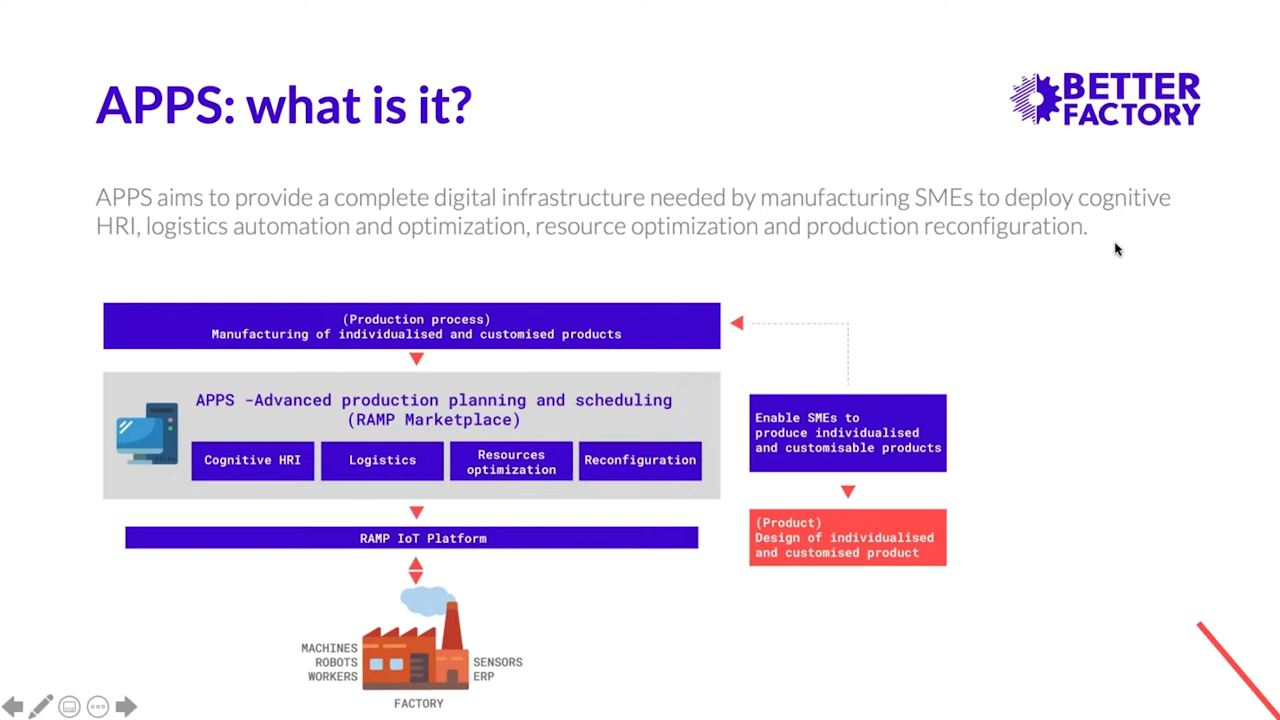 APPS: what is it?
BETTER
FACTORY
APPS aims to provide a complete digital infrastructure needed by manufacturing SMEs to deploy cognitive
HRI, logistics automation and optimization, resource optimization and production reconfiguration.
(Production process)
Manufacturing of individualised and customised products
APPS -Advanced production planning and scheduling
(RAMP Marketplace)
Cognitive HRI
Logistics
Resources
optimization
Reconfiguration
Enable SMEs to
produce individualised
and customisable products
(Product)
Design of individualised
and customised product
RAMP IoT Platform
MACHINES
ROBOTS
WORKERS
SENSORS
ERP
FACTORY